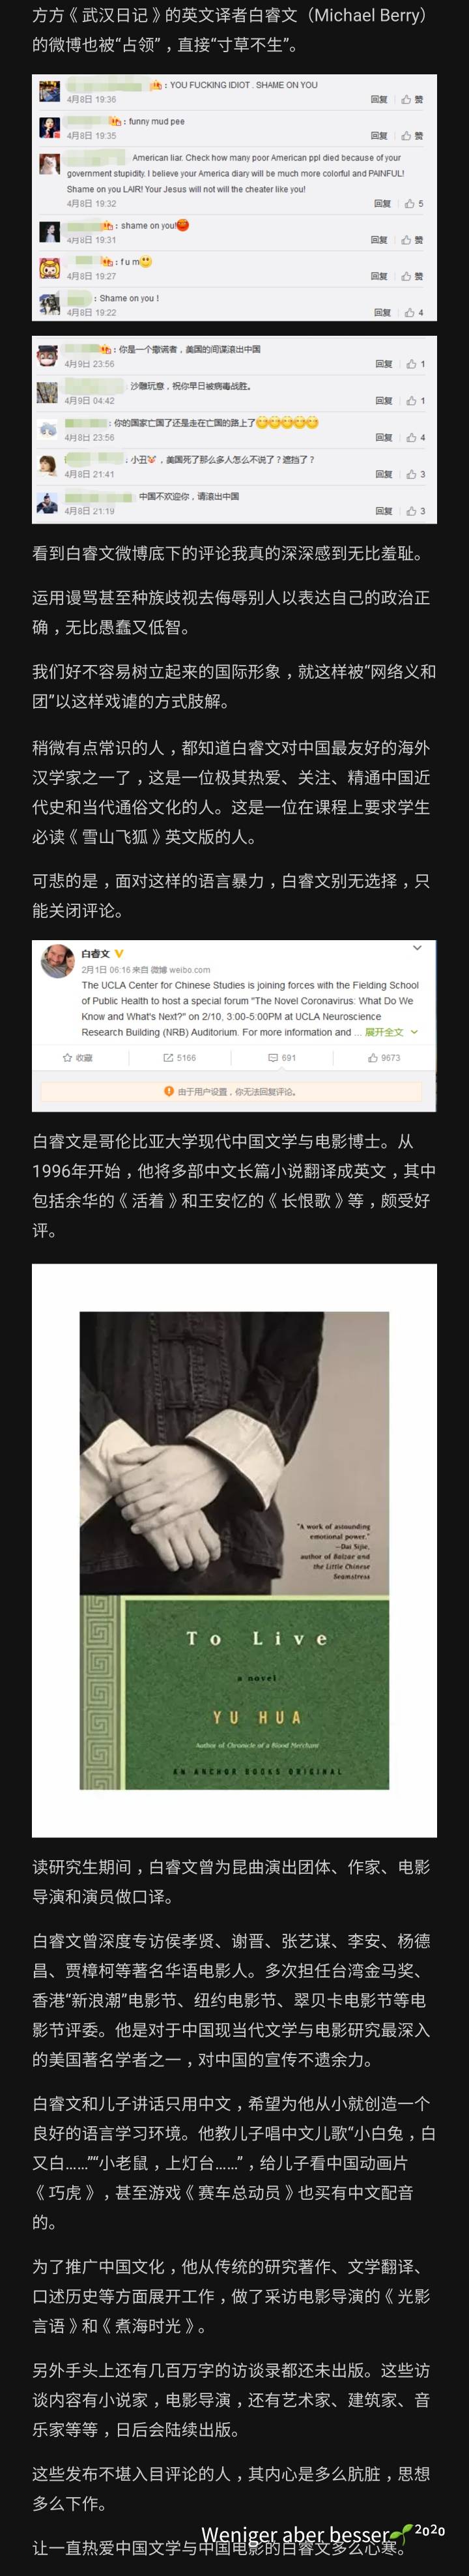 方方《武汉日记》的英文译者白睿文（Michael Berry）
的微博也被“占领”，直接“寸草不生”。
：YOU FUCKING IDIOT . SHAME ON YOU
4月8日 19:36
回复 赞
：funny mud pee
4月8日 19:35
回复 赞
American liar. Check how many poor American ppl died because of your
government stupidity. I believe your America diary will be much more colorful and PAINFUL!
Shame on you LAIR! Your Jesus will not will the cheater like you!
4月8日 19:32
回复 5
：shame on you!
4月8日 19:31
回复 赞
：f u m
4月8日 19:27
回复 赞
：Shame on you！
4月8日 19:22
回复 4
：你是一个撒谎者，美国的间谍滚出中国
4月9日 23:56
回复 1
沙雕玩意，祝你早日被病毒战胜。
4月9日 04:42
回复 1
：你的国家亡国了还是走在亡国的路上了
4月8日 23:56
回复 4
：小丑，美国死了那么多人怎么不说了？遮挡了？
4月8日 21:41
回复 3
中国不欢迎你，请滚出中国
4月8日 21:19
回复 3
看到白睿文微博底下的评论我真的深深感到无比羞耻。
运用谩骂甚至种族歧视去侮辱别人以表达自己的政治正
确，无比愚蠢又低智。
我们好不容易树立起来的国际形象，就这样被“网络义和
团”以这样戏谑的方式肢解。
稍微有点常识的人，都知道白睿文对中国最友好的海外
汉学家之一了，这是一位极其热爱、关注、精通中国近
代史和当代通俗文化的人。这是一位在课程上要求学生
必读《雪山飞狐》英文版的人。
可悲的是，面对这样的语言暴力，白睿文别无选择，只
能关闭评论。
白睿文
2月1日 06:16 来自 微博 weibo.com
The UCLA Center for Chinese Studies is joining forces with the Fielding School
of Public Health to host a special forum "The Novel Coronavirus: What Do We
Know and What's Next?" on 2/10, 3:00-5:00PM at UCLA Neuroscience
Research Building (NRB) Auditorium. For more information and ... 展开全文
收藏 5166 691 9673
由于用户设置，你无法回复评论。
白睿文是哥伦比亚大学现代中国文学与电影博士。从
1996年开始，他将多部中文长篇小说翻译成英文，其中
包括余华的《活着》和王安忆的《长恨歌》等，颇受好
评。
"A work of astounding
emotional power."
—Dai Sijie,
author of Balzac and
the Little Chinese
Seamstress
To Live
a novel
YU HUA
Author of Chronicle of a Blood Merchant
AN ANCHOR BOOKS ORIGINAL
读研究生期间，白睿文曾为昆曲演出团体、作家、电影
导演和演员做口译。
白睿文曾深度专访侯孝贤、谢晋、张艺谋、李安、杨德
昌、贾樟柯等著名华语电影人。多次担任台湾金马奖、
香港“新浪潮”电影节、纽约电影节、翠贝卡电影节等电
影节评委。他是对于中国现当代文学与电影研究最深入
的美国著名学者之一，对中国的宣传不遗余力。
白睿文和儿子讲话只用中文，希望为他从小就创造一个
良好的语言学习环境。他教儿子唱中文儿歌“小白兔，白
又白……”“小老鼠，上灯台……”，给儿子看中国动画片
《巧虎》，甚至游戏《赛车总动员》也买有中文配音
的。
为了推广中国文化，他从传统的研究著作、文学翻译、
口述历史等方面展开工作，做了采访电影导演的《光影
言语》和《煮海时光》。
另外手头上还有几百万字的访谈录都还未出版。这些访
谈内容有小说家，电影导演，还有艺术家、建筑家、音
乐家等等，日后会陆续出版。
这些发布不堪入目评论的人，其内心是多么肮脏，思想
多么下作。
Weniger aber besser 2020
让一直热爱中国文学与中国电影的白睿文多么心寒。